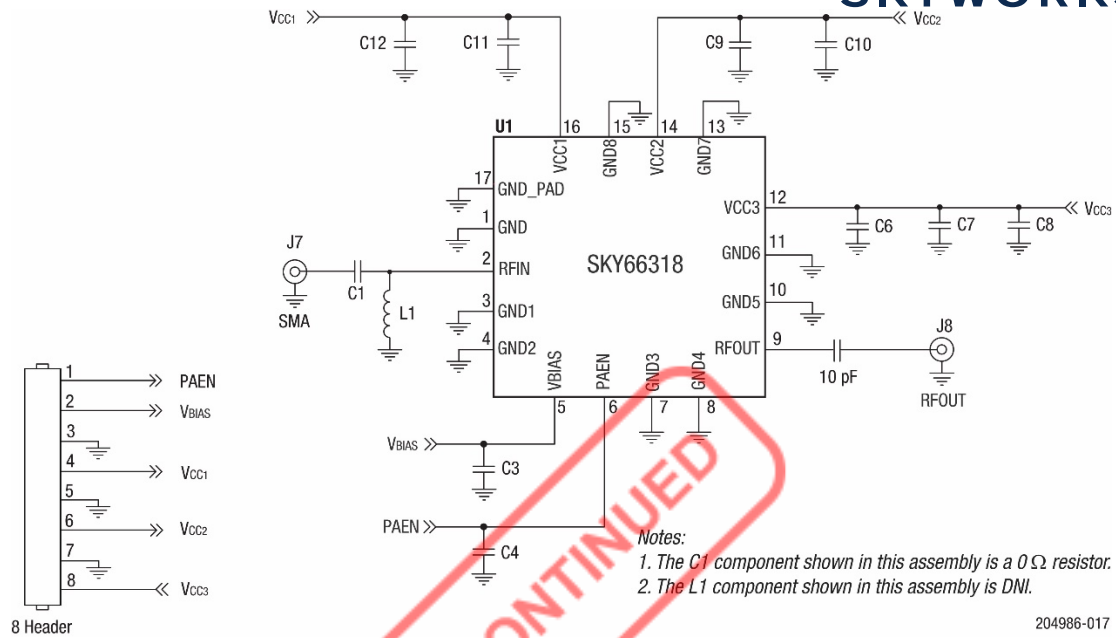 SKYWORKS
VCC1
VCC2
C12
C11
C9
C10
U1
16
15
14
13
VCC1
GND8
VCC2
GND7
17
GND_PAD
1
GND
2
RFIN
3
GND1
4
GND2
SKY66318
VCC3
12
VCC3
C6
C7
C8
GND6
11
GND5
10
RFOUT
9
10 pF
J8
RFOUT
J7
SMA
C1
L1
VBIAS
PAEN
GND3
GND4
5
6
7
8
VBIAS
C3
PAEN
C4
1
PAEN
2
VBIAS
3
4
VCC1
5
6
VCC2
7
8
VCC3
8 Header
Notes:
1. The C1 component shown in this assembly is a 0 Ω resistor.
2. The L1 component shown in this assembly is DNI.
204986-017
ONTINUED